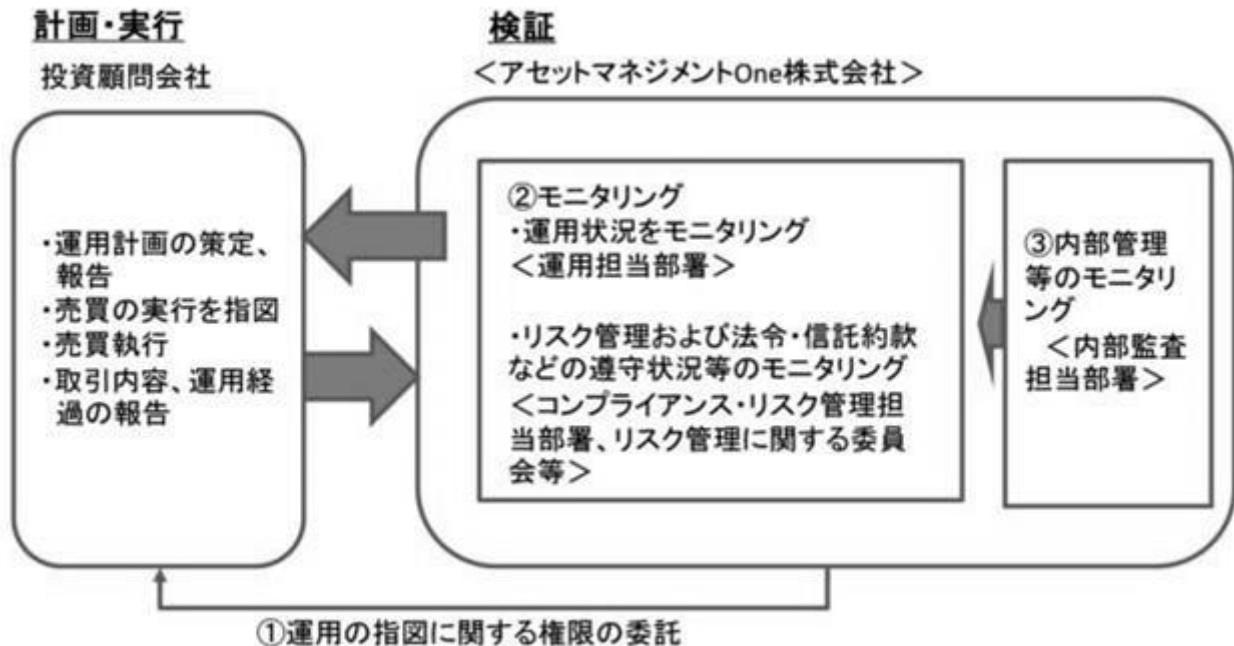 計画・実行
投資顧問会社
・運用計画の策定、
報告
・売買の実行を指図
・売買執行
・取引内容、運用経
過の報告
検証
＜アセットマネジメントOne株式会社＞
②モニタリング
・運用状況をモニタリング
＜運用担当部署＞
・リスク管理および法令・信託約款
などの遵守状況等のモニタリング
＜コンプライアンス・リスク管理担
当部署、リスク管理に関する委員
会等＞
③内部管理
等のモニタリ
ング
＜内部監査
担当部署＞
①運用の指図に関する権限の委託